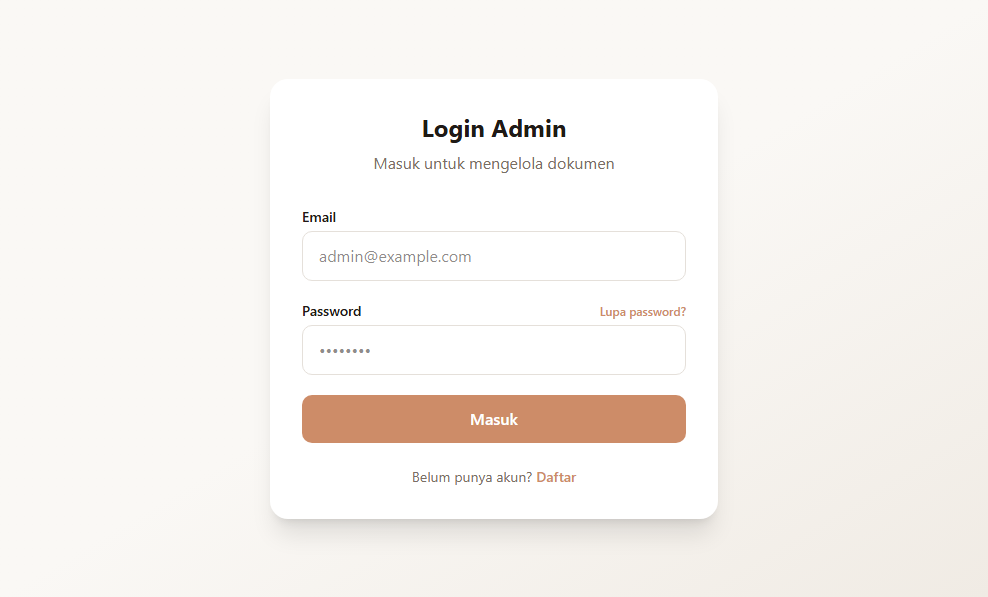 Login Admin
Masuk untuk mengelola dokumen
Email
admin@example.com
Password Lupa password?
••••••••
Masuk
Belum punya akun? Daftar